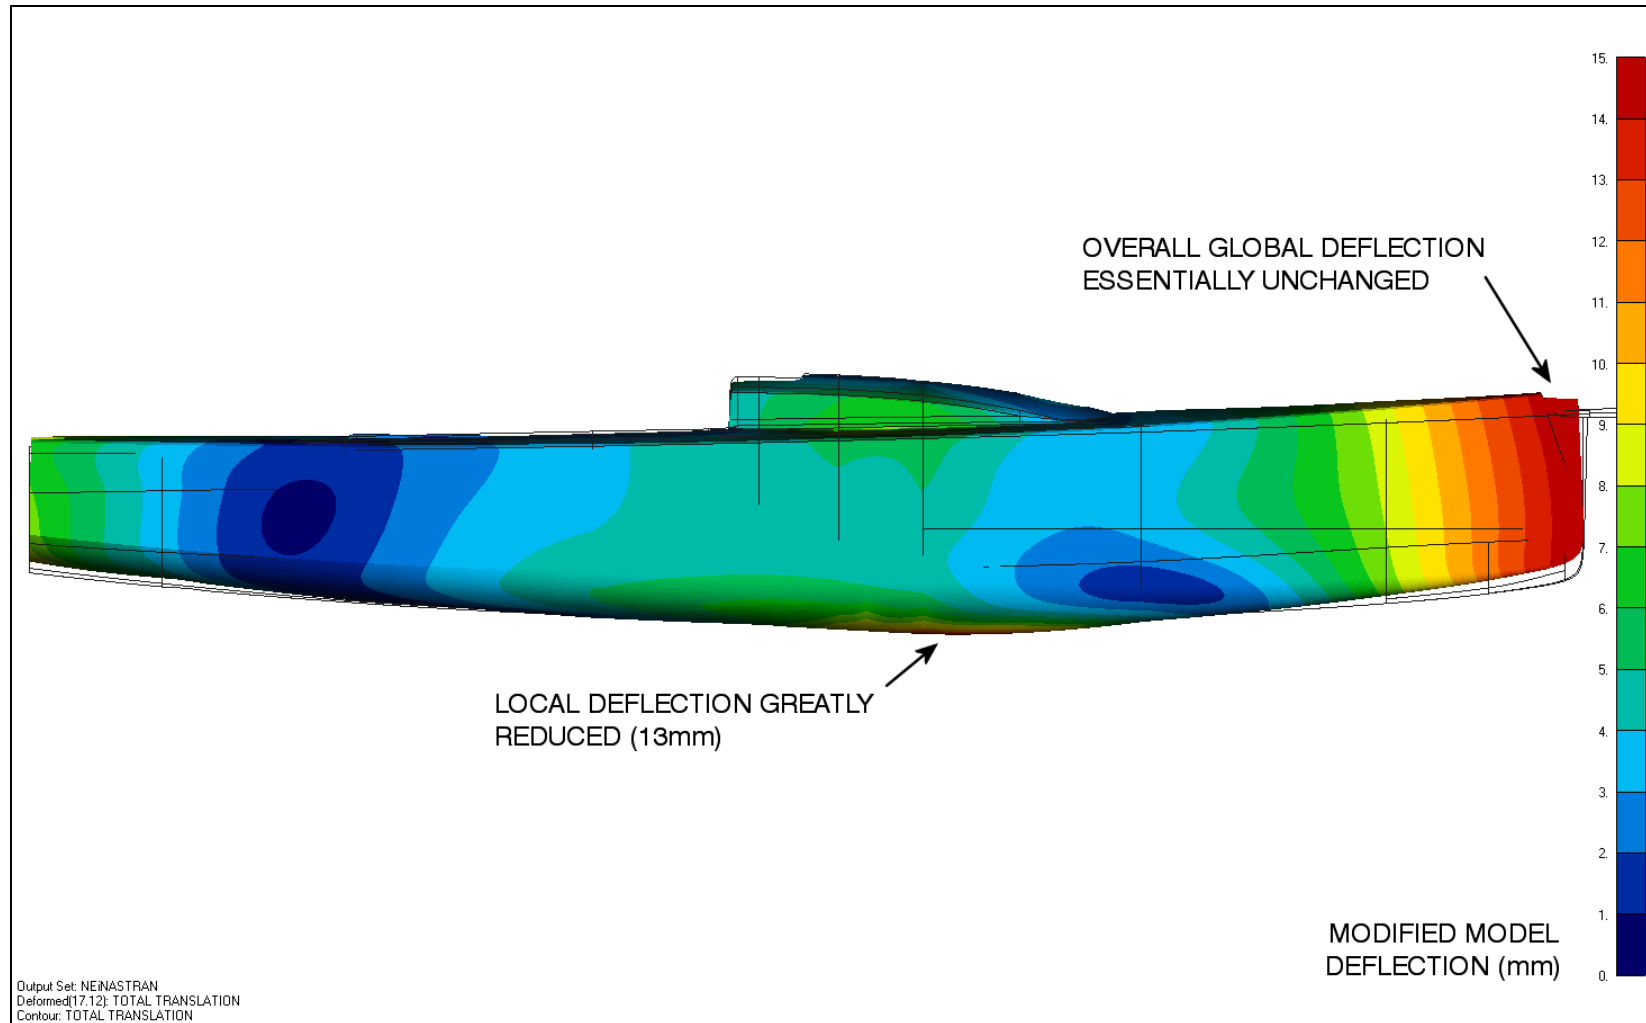 15.
14.
13.
12.
11.
10.
9.
8.
7.
6.
5.
4.
3.
2.
1.
0.
OVERALL GLOBAL DEFLECTION
ESSENTIALLY UNCHANGED
LOCAL DEFLECTION GREATLY
REDUCED (13mm)
MODIFIED MODEL
DEFLECTION (mm)
Output Set: NEiNASTRAN
Deformed(17.12): TOTAL TRANSLATION
Contour: TOTAL TRANSLATION